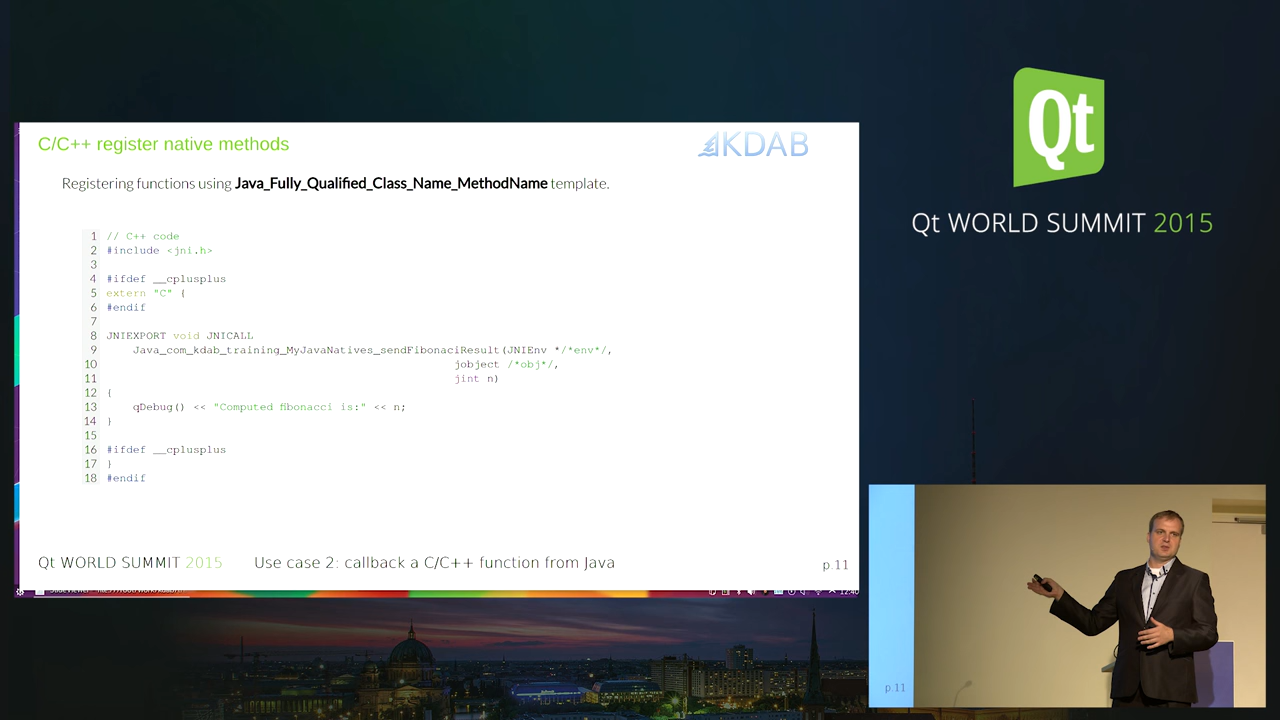 C/C++ register native methods
KDAB
Registering functions using Java_Fully_Qualified_Class_Name_MethodName template.
1 // C++ code
2 #include <jni.h>
3
4 #ifdef __cplusplus
5 extern "C" {
6 #endif
7
8 JNIEXPORT void JNICALL
9 Java_com_kdab_training_MyJavaNatives_sendFibonaciResult(JNIEnv */*env*/,
10 jobject /*obj*/,
11 jint n)
12 {
13 qDebug() << "Computed fibonacci is:" << n;
14 }
15
16 #ifdef __cplusplus
17 }
18 #endif
Qt WORLD SUMMIT 2015 Use case 2: callback a C/C++ function from Java p.11
12:40
Qt
Qt WORLD SUMMIT 2015
p.11